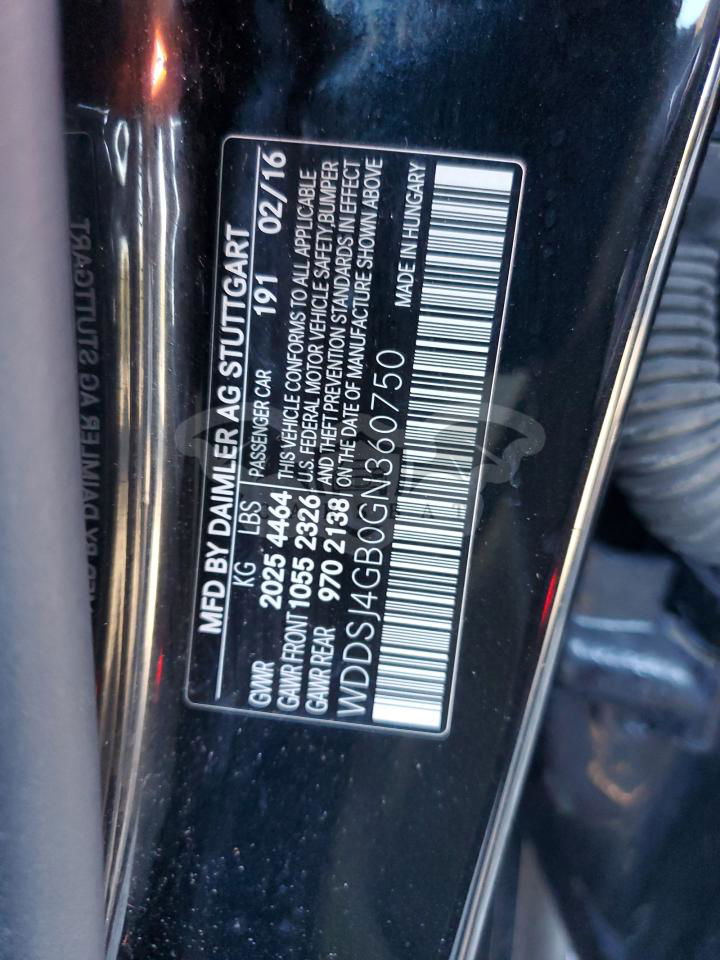 MFD BY DAIMLER AG STUTTGART
KG LBS PASSENGER CAR 191 02/16
GVWR 2025 4464 THIS VEHICLE CONFORMS TO ALL APPLICABLE
GAWR FRONT 1055 2326 U.S. FEDERAL MOTOR VEHICLE SAFETY, BUMPER
GAWR REAR 970 2138 AND THEFT PREVENTION STANDARDS IN EFFECT
ON THE DATE OF MANUFACTURE SHOWN ABOVE
WDDSJ4GB0GN360750 MADE IN HUNGARY